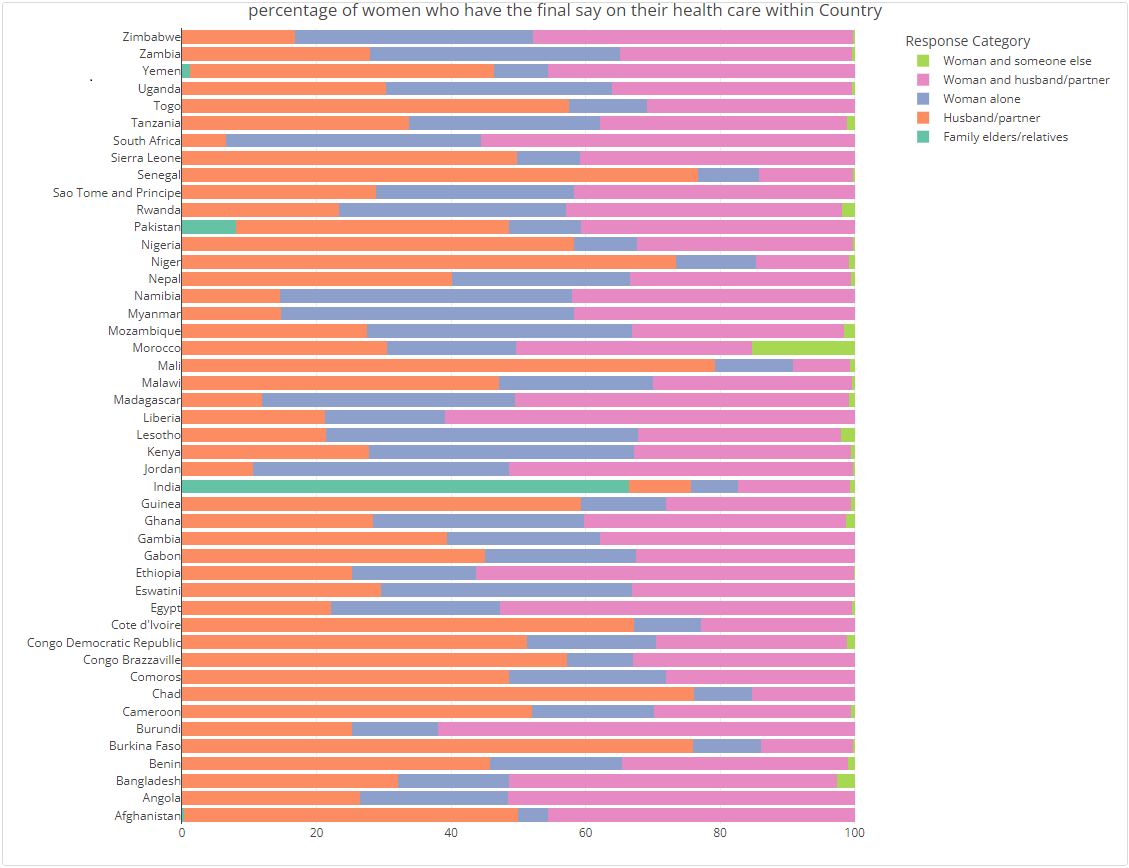 percentage of women who have the final say on their health care within Country
Response Category
Woman and someone else
Woman and husband/partner
Woman alone
Husband/partner
Family elders/relatives
Zimbabwe
Zambia
Yemen
Uganda
Togo
Tanzania
South Africa
Sierra Leone
Senegal
Sao Tome and Principe
Rwanda
Pakistan
Nigeria
Niger
Nepal
Namibia
Myanmar
Mozambique
Morocco
Mali
Malawi
Madagascar
Liberia
Lesotho
Kenya
Jordan
India
Guinea
Ghana
Gambia
Gabon
Ethiopia
Eswatini
Egypt
Cote d'Ivoire
Congo Democratic Republic
Congo Brazzaville
Comoros
Chad
Cameroon
Burundi
Burkina Faso
Benin
Bangladesh
Angola
Afghanistan
0 20 40 60 80 100